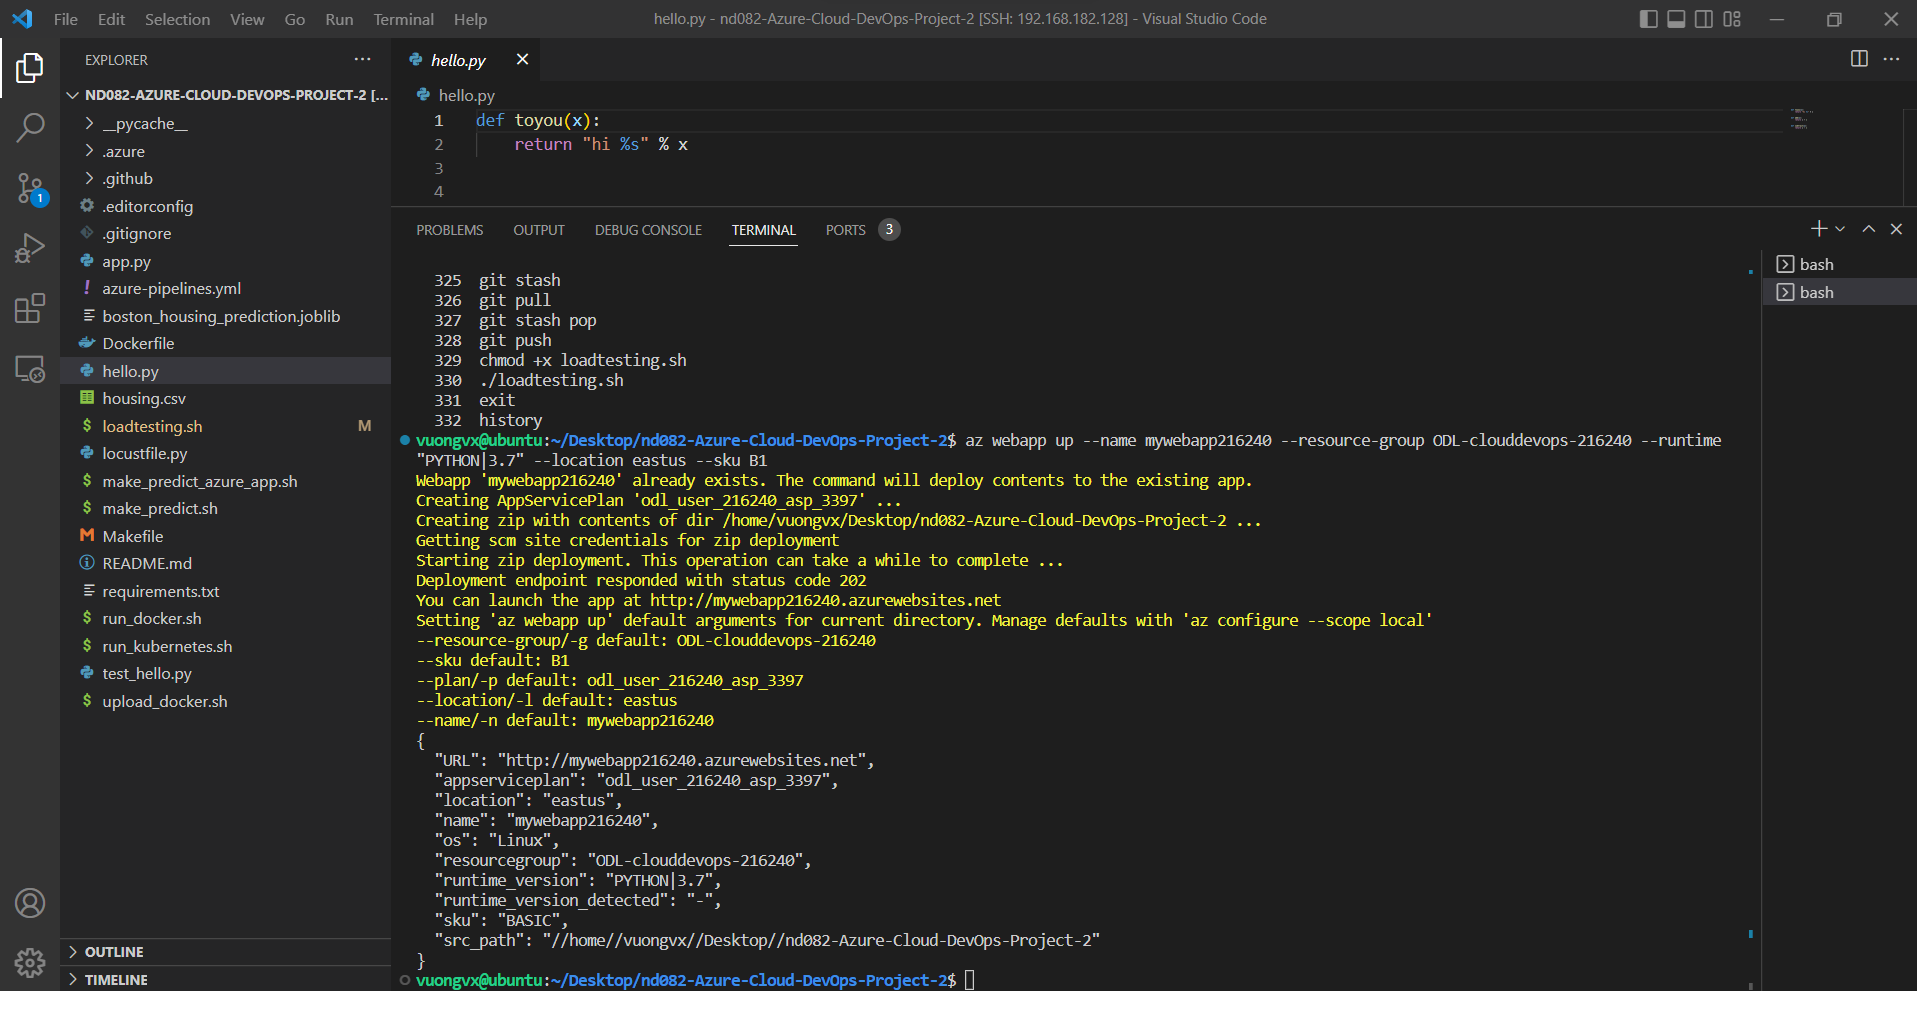 File Edit Selection View Go Run Terminal Help
hello.py - nd082-Azure-Cloud-DevOps-Project-2 [SSH: 192.168.182.128] - Visual Studio Code
EXPLORER
ND082-AZURE-CLOUD-DEVOPS-PROJECT-2 [...
__pycache__
.azure
.github
.editorconfig
.gitignore
app.py
azure-pipelines.yml
boston_housing_prediction.joblib
Dockerfile
hello.py
housing.csv
loadtesting.sh M
locustfile.py
make_predict_azure_app.sh
make_predict.sh
Makefile
README.md
requirements.txt
run_docker.sh
run_kubernetes.sh
test_hello.py
upload_docker.sh
OUTLINE
TIMELINE
1
hello.py
hello.py
1 def toyou(x):
2 return "hi %s" % x
3
4
PROBLEMS OUTPUT DEBUG CONSOLE TERMINAL PORTS 3
325 git stash
326 git pull
327 git stash pop
328 git push
329 chmod +x loadtesting.sh
330 ./loadtesting.sh
331 exit
332 history
vuongvx@ubuntu:~/Desktop/nd082-Azure-Cloud-DevOps-Project-2$ az webapp up --name mywebapp216240 --resource-group ODL-clouddevops-216240 --runtime
"PYTHON|3.7" --location eastus --sku B1
Webapp 'mywebapp216240' already exists. The command will deploy contents to the existing app.
Creating AppServicePlan 'odl_user_216240_asp_3397' ...
Creating zip with contents of dir /home/vuongvx/Desktop/nd082-Azure-Cloud-DevOps-Project-2 ...
Getting scm site credentials for zip deployment
Starting zip deployment. This operation can take a while to complete ...
Deployment endpoint responded with status code 202
You can launch the app at http://mywebapp216240.azurewebsites.net
Setting 'az webapp up' default arguments for current directory. Manage defaults with 'az configure --scope local'
--resource-group/-g default: ODL-clouddevops-216240
--sku default: B1
--plan/-p default: odl_user_216240_asp_3397
--location/-l default: eastus
--name/-n default: mywebapp216240
{
"URL": "http://mywebapp216240.azurewebsites.net",
"appserviceplan": "odl_user_216240_asp_3397",
"location": "eastus",
"name": "mywebapp216240",
"os": "Linux",
"resourcegroup": "ODL-clouddevops-216240",
"runtime_version": "PYTHON|3.7",
"runtime_version_detected": "-",
"sku": "BASIC",
"src_path": "//home//vuongvx//Desktop//nd082-Azure-Cloud-DevOps-Project-2"
}
vuongvx@ubuntu:~/Desktop/nd082-Azure-Cloud-DevOps-Project-2$
bash
bash